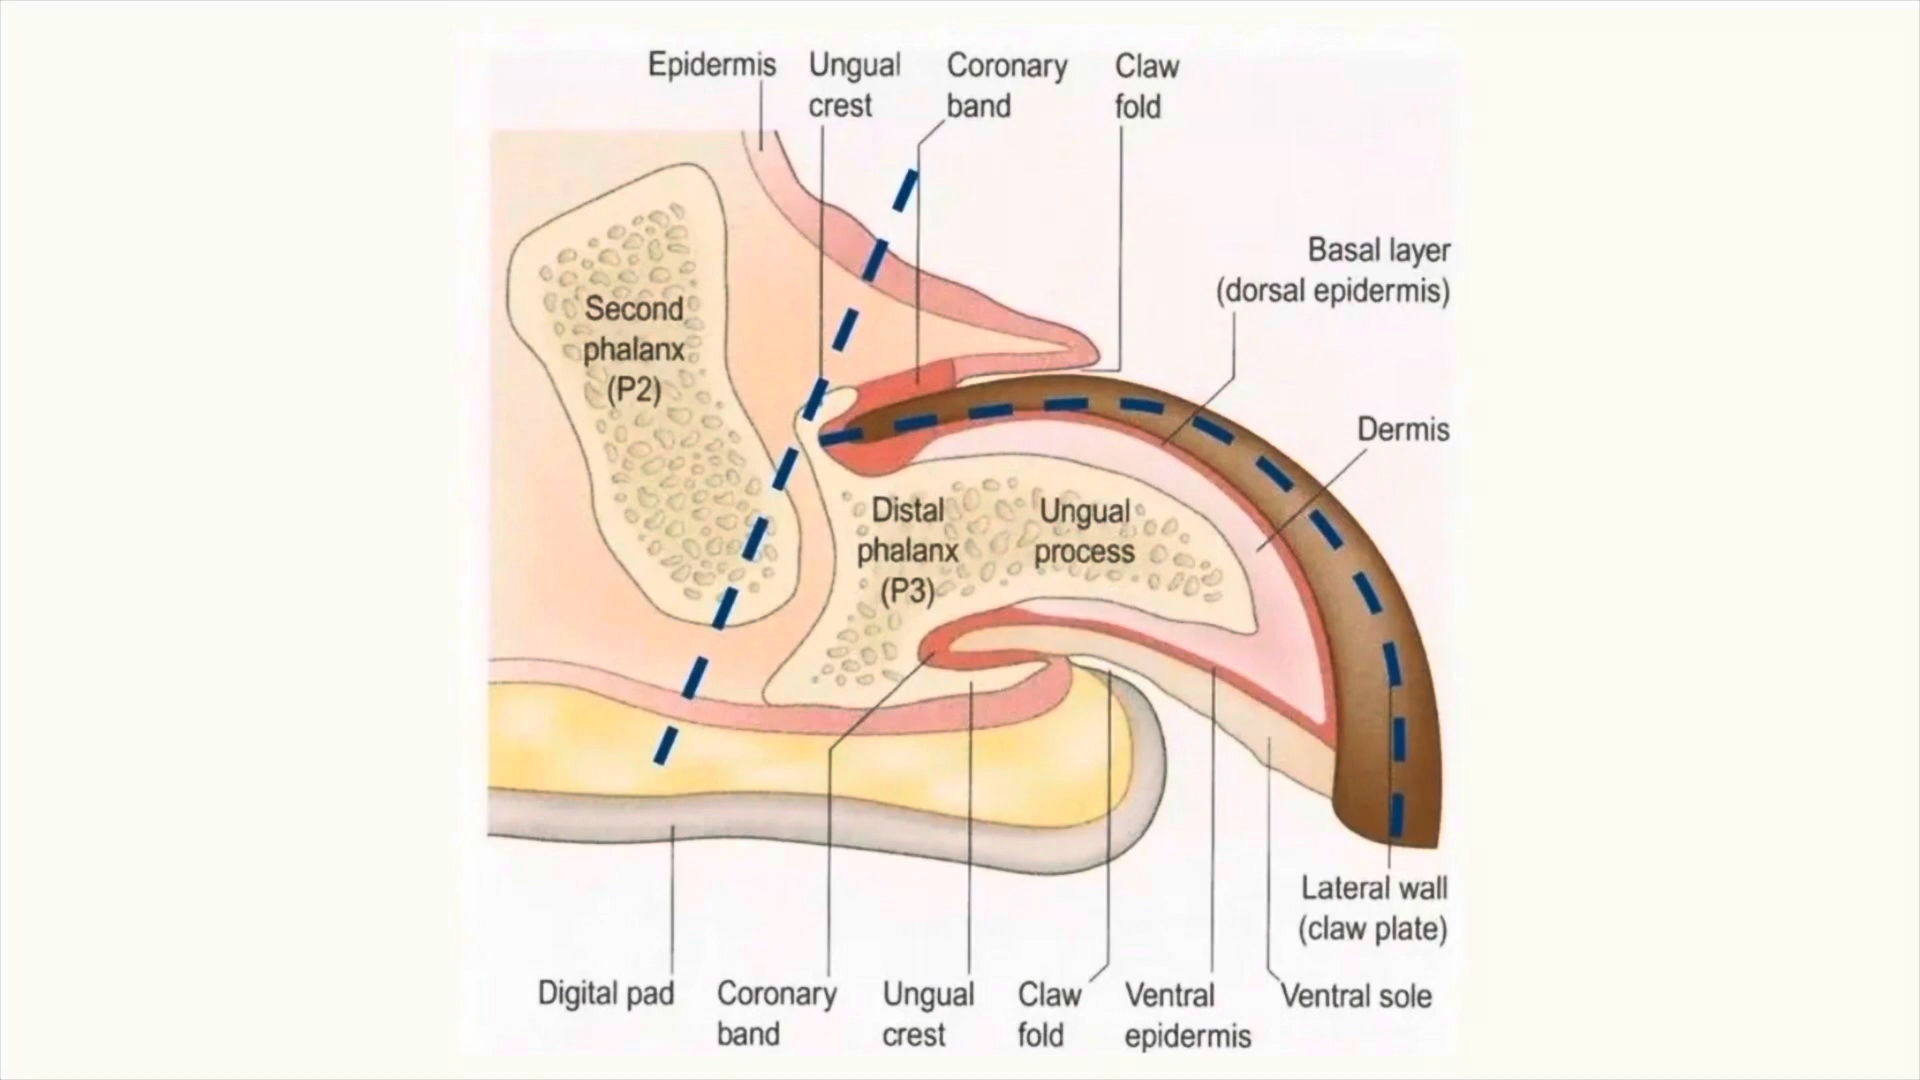 Epidermis
Ungual
crest
Coronary
band
Claw
fold
Basal layer
(dorsal epidermis)
Second
phalanx
(P2)
Dermis
Distal
phalanx
(P3)
Ungual
process
Lateral wall
(claw plate)
Digital pad
Coronary
band
Ungual
crest
Claw
fold
Ventral
epidermis
Ventral sole